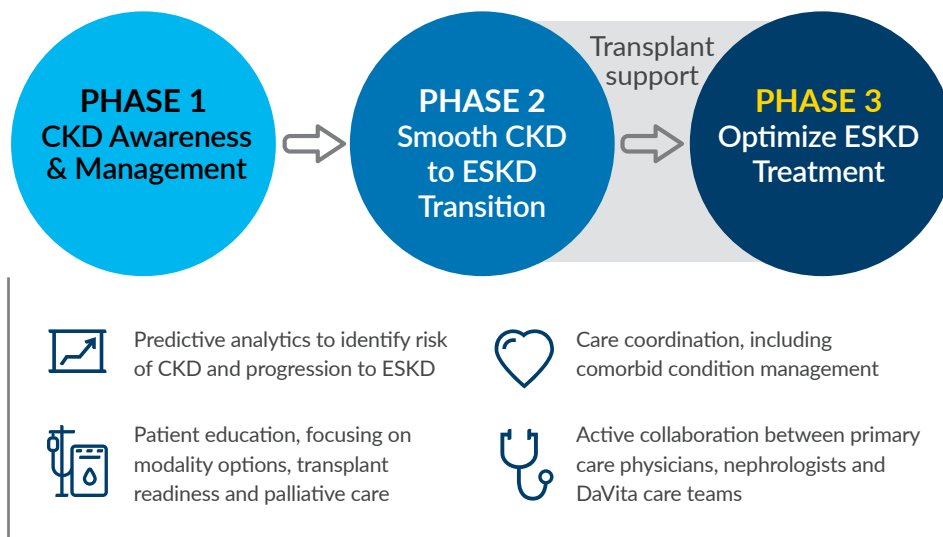 PHASE 1
CKD Awareness
& Management
PHASE 2
Smooth CKD
to ESKD
Transition
Transplant
support
PHASE 3
Optimize ESKD
Treatment
Predictive analytics to identify risk
of CKD and progression to ESKD
Care coordination, including
comorbid condition management
Patient education, focusing on
modality options, transplant
readiness and palliative care
Active collaboration between primary
care physicians, nephrologists and
DaVita care teams